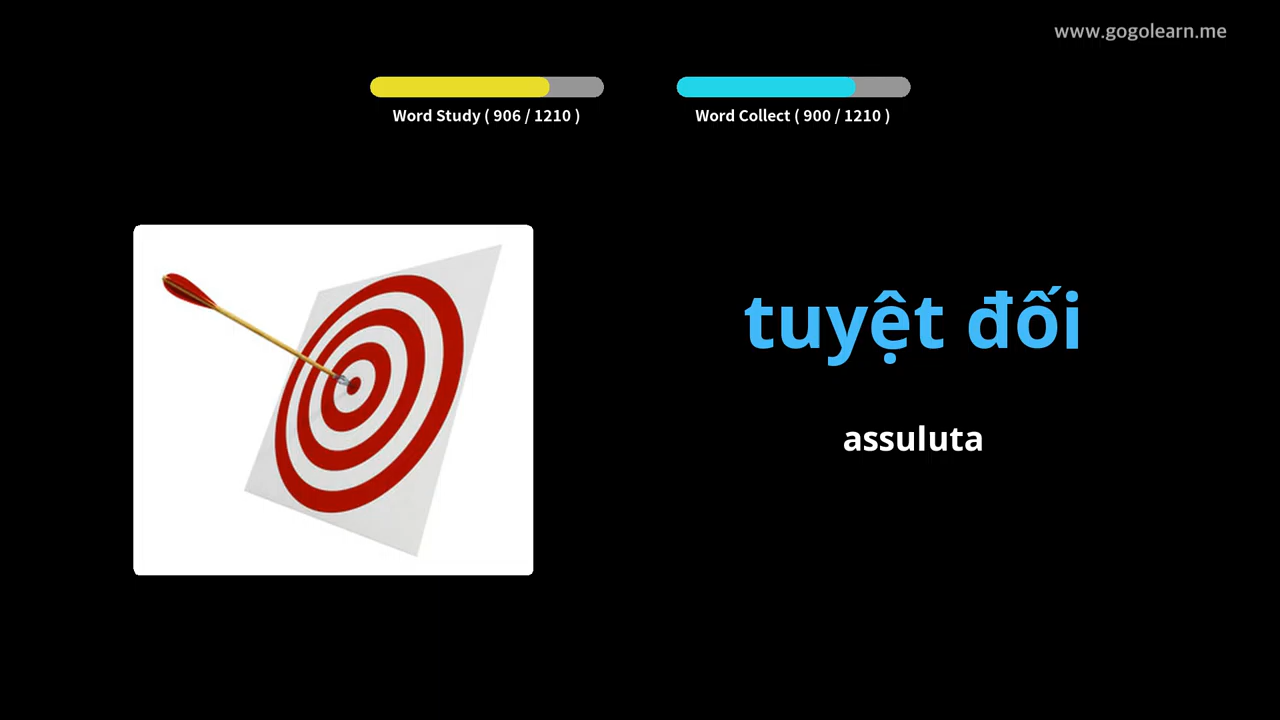 www.gogolearn.me
Word Study ( 906 / 1210 )
Word Collect ( 900 / 1210 )
tuyệt đối
assuluta